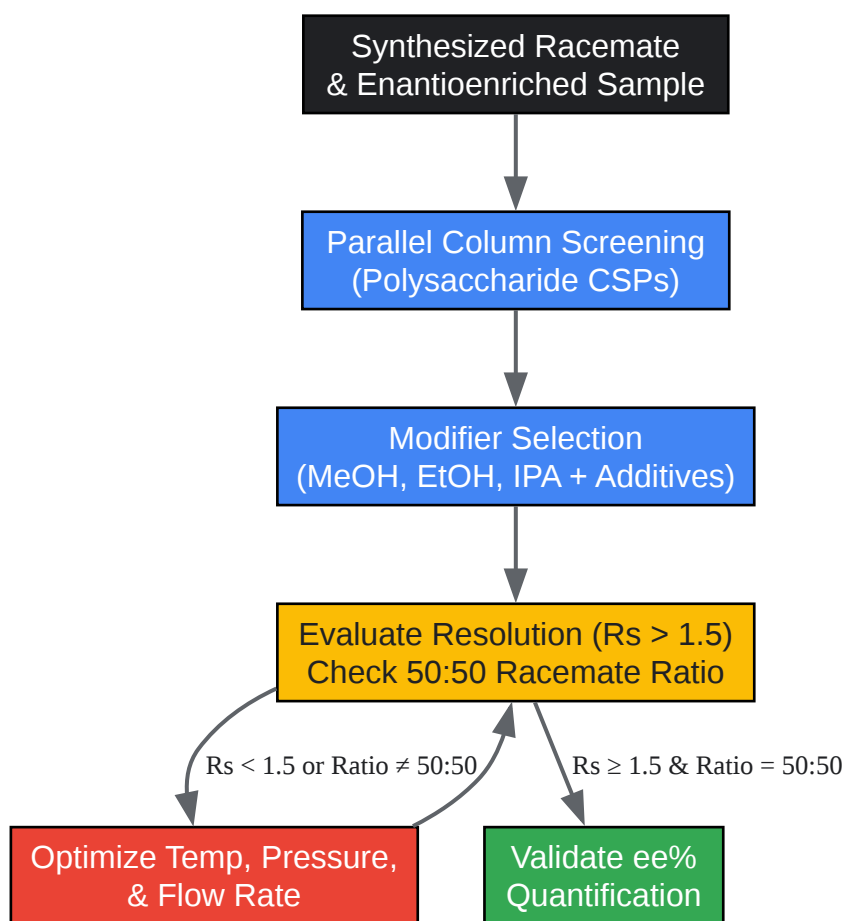 Synthesized Racemate
& Enantioenriched Sample
Parallel Column Screening
(Polysaccharide CSPs)
Modifier Selection
(MeOH, EtOH, IPA + Additives)
Evaluate Resolution (Rs > 1.5)
Check 50:50 Racemate Ratio
Rs < 1.5 or Ratio ≠ 50:50
Rs ≥ 1.5 & Ratio = 50:50
Optimize Temp, Pressure,
& Flow Rate
Validate ee%
Quantification